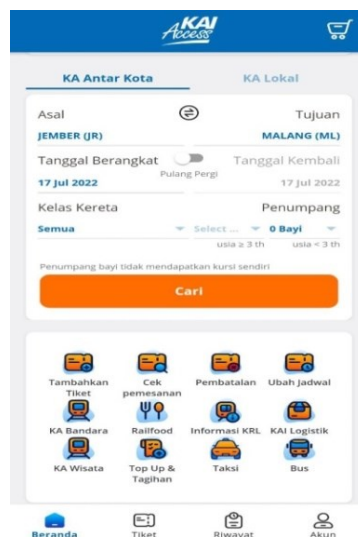 KAI
Access
KA Antar Kota KA Lokal
Asal Tujuan
JEMBER (JR) MALANG (ML)
Tanggal Berangkat Tanggal Kembali
Pulang Pergi
17 Jul 2022 17 Jul 2022
Kelas Kereta Penumpang
Semua Select ... 0 Bayi
usia ≥ 3 th usia < 3 th
Penumpang bayi tidak mendapatkan kursi sendiri
Cari
Tambahkan Tiket Cek pemesanan Pembatalan Ubah Jadwal
KA Bandara Railfood Informasi KRL KAI Logistik
KA Wisata Top Up & Tagihan Taksi Bus
Beranda Tiket Riwayat Akun